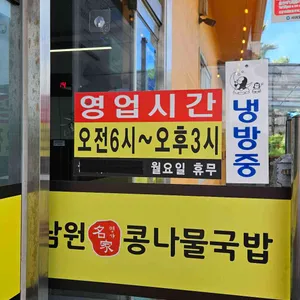 영업시간
오전6시~오후3시
월요일 휴무
냉방중
남원 名家 콩나물국밥